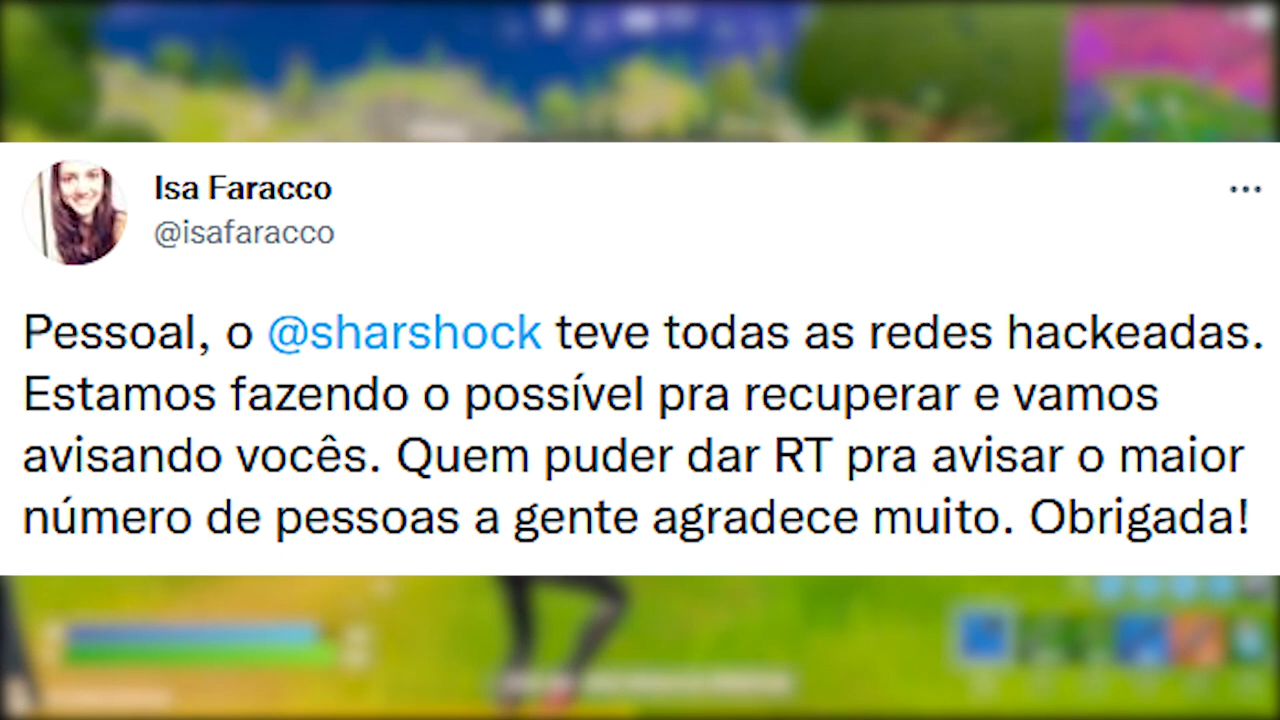 Isa Faracco
@isafaracco
Pessoal, o @sharshock teve todas as redes hackeadas.
Estamos fazendo o possível pra recuperar e vamos
avisando vocês. Quem puder dar RT pra avisar o maior
número de pessoas a gente agradece muito. Obrigada!